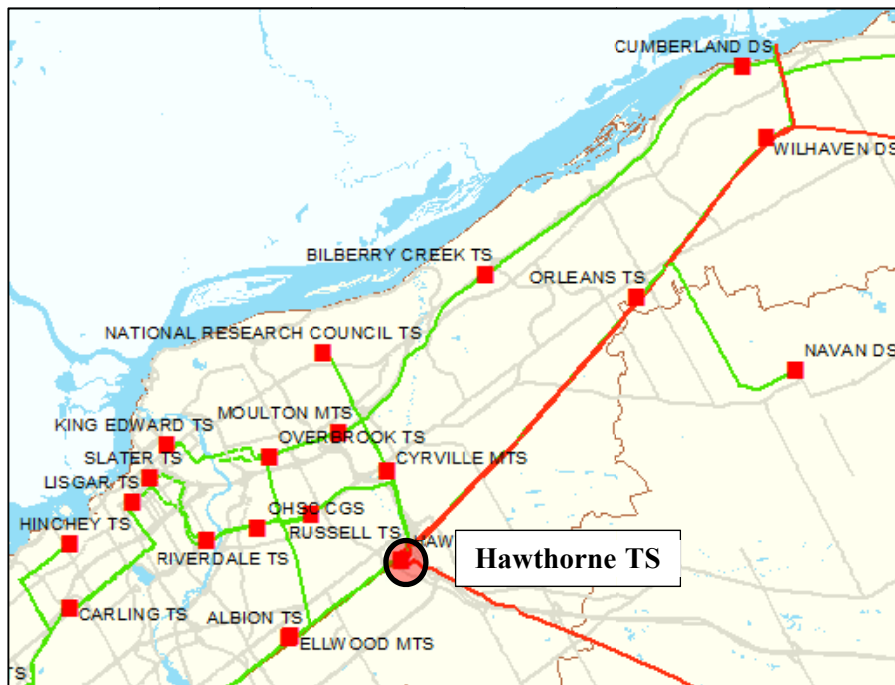 CUMBERLAND DS
WILHAVEN DS
BILBERRY CREEK TS
ORLEANS TS
NATIONAL RESEARCH COUNCIL TS
NAVAN DS
MOULTON MTS
KING EDWARD TS
OVERBROOK TS
SLATER TS
CYRVILLE MTS
LISGAR TS
OHSC CGS
HINCHEY TS
RUSSELL TS
HAW
Hawthorne TS
RIVERDALE TS
CARLING TS
ALBION TS
ELLWOOD MTS
TS